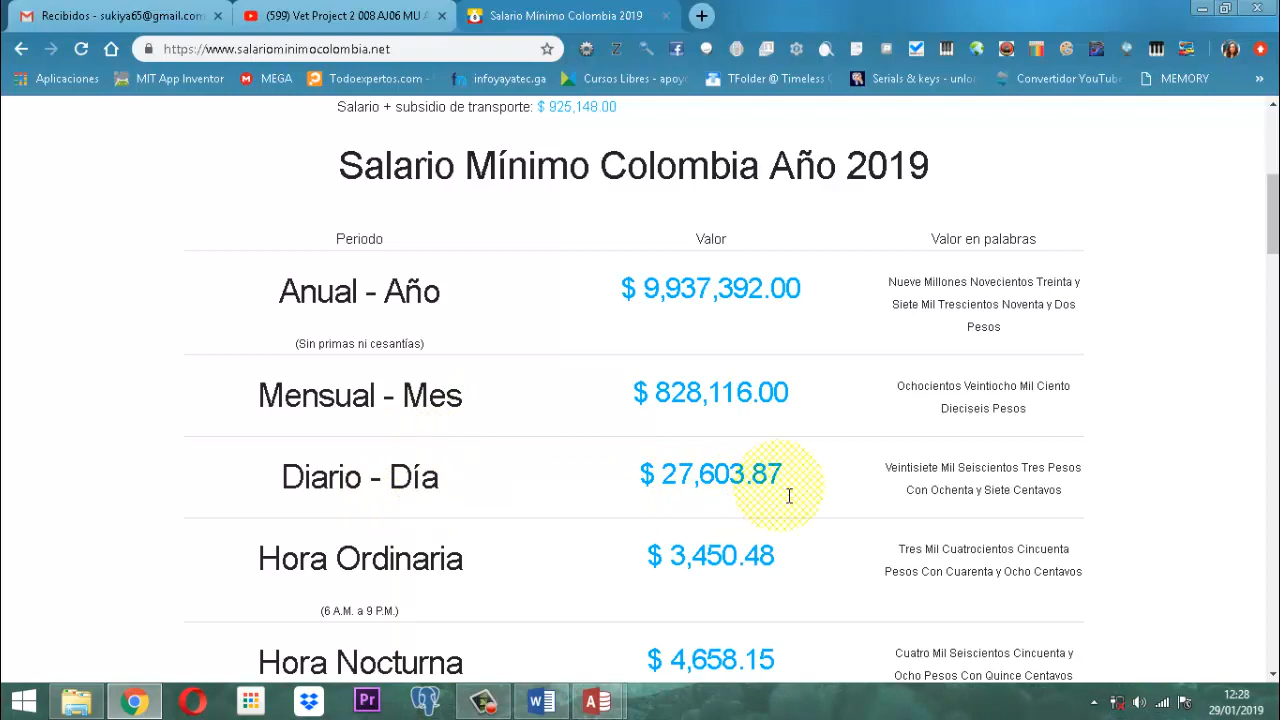 Recibidos - sukiya65@gmail.com
(599) Vet Project 2 008 AJ06 MU A
Salario Mínimo Colombia 2019
https://www.salariominimocolombia.net
Aplicaciones
MIT App Inventor
MEGA
Todoexpertos.com -
infoyayatec.ga
Cursos Libres - apoyo
TFolder @ Timeless
Serials & keys - unlo
Convertidor YouTube
MEMORY
»
Salario + subsidio de transporte: $ 925,148.00
Salario Mínimo Colombia Año 2019
Periodo Valor Valor en palabras
Anual - Año
(Sin primas ni cesantías)
$ 9,937,392.00
Nueve Millones Novecientos Treinta y
Siete Mil Trescientos Noventa y Dos
Pesos
Mensual - Mes
$ 828,116.00
Ochocientos Veintiocho Mil Ciento
Dieciseis Pesos
Diario - Día
$ 27,603.87
Veintisiete Mil Seiscientos Tres Pesos
Con Ochenta y Siete Centavos
Hora Ordinaria
(6 A.M. a 9 P.M.)
$ 3,450.48
Tres Mil Cuatrocientos Cincuenta
Pesos Con Cuarenta y Ocho Centavos
Hora Nocturna
$ 4,658.15
Cuatro Mil Seiscientos Cincuenta y
Ocho Pesos Con Quince Centavos
Pr
12:28
29/01/2019